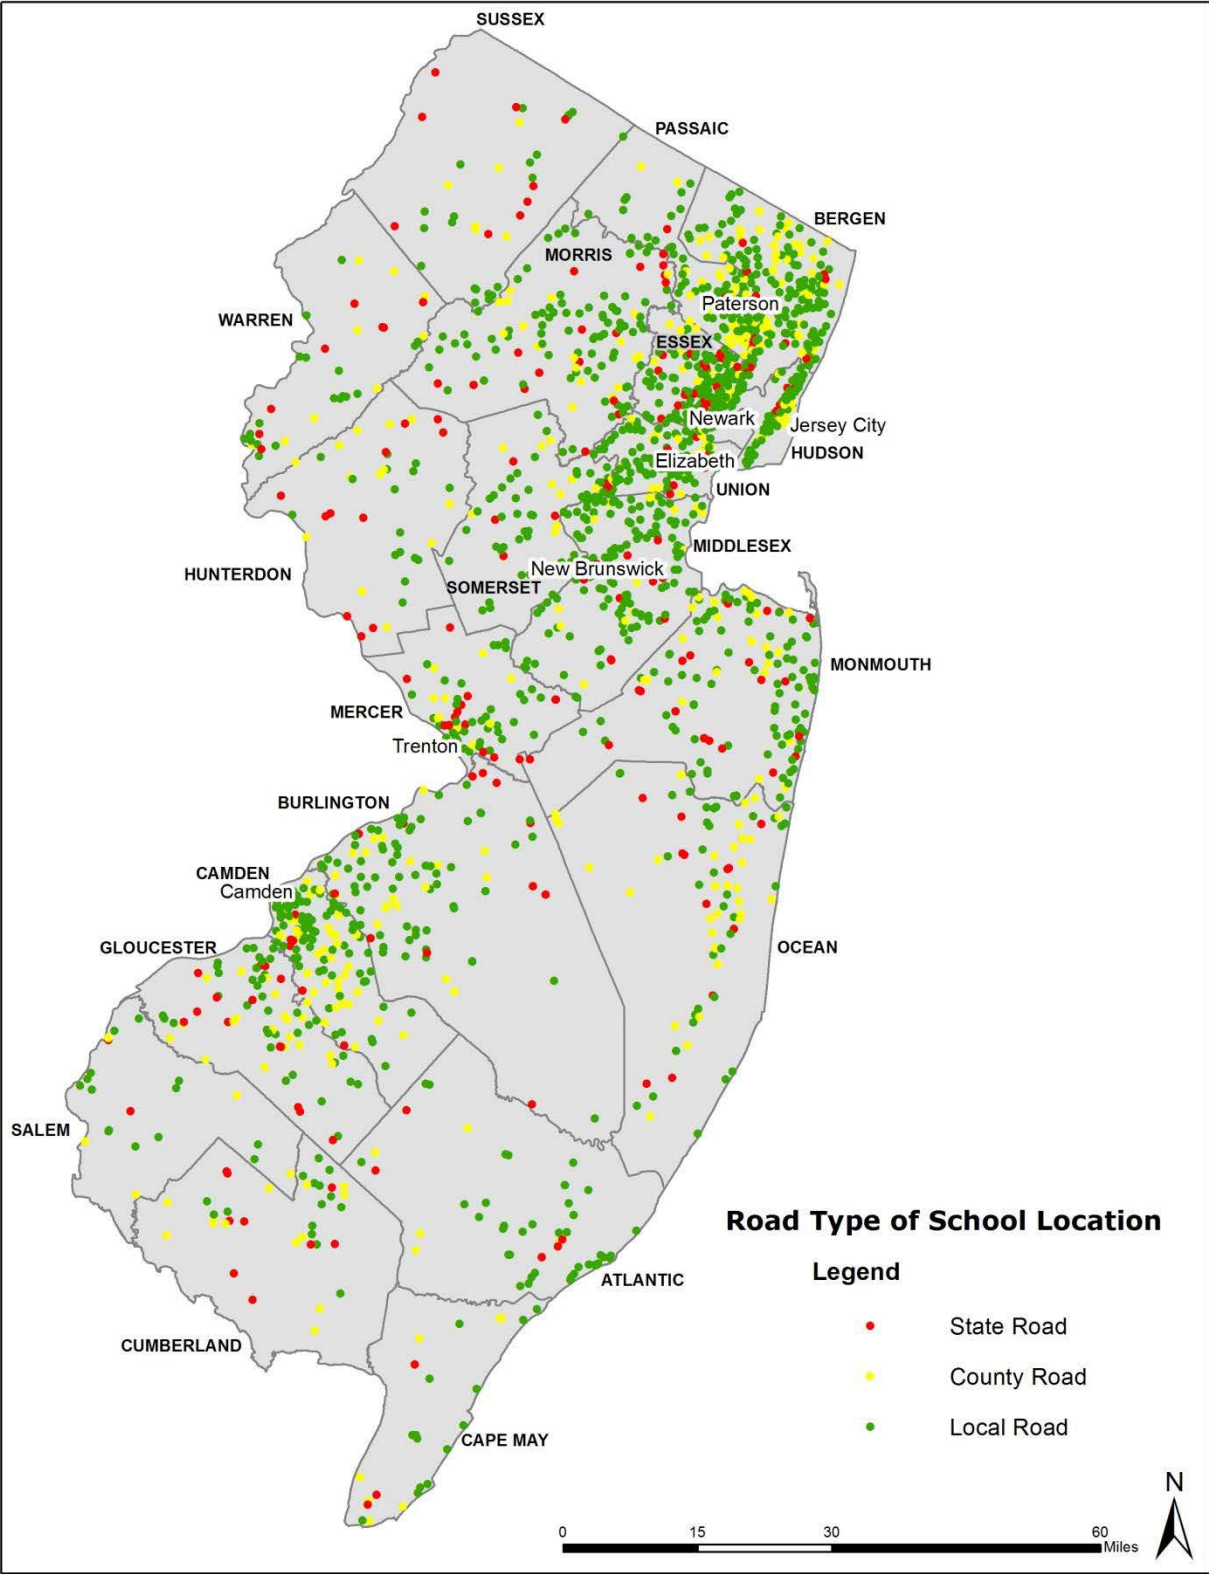 SUSSEX
PASSAIC
BERGEN
MORRIS
Paterson
WARREN
ESSEX
Newark
Jersey City
HUDSON
Elizabeth
UNION
MIDDLESEX
New Brunswick
HUNTERDON
SOMERSET
MONMOUTH
MERCER
Trenton
BURLINGTON
CAMDEN
Camden
GLOUCESTER
OCEAN
SALEM
Road Type of School Location
Legend
ATLANTIC
State Road
CUMBERLAND
County Road
Local Road
CAPE MAY
N
0 15 30 60
Miles